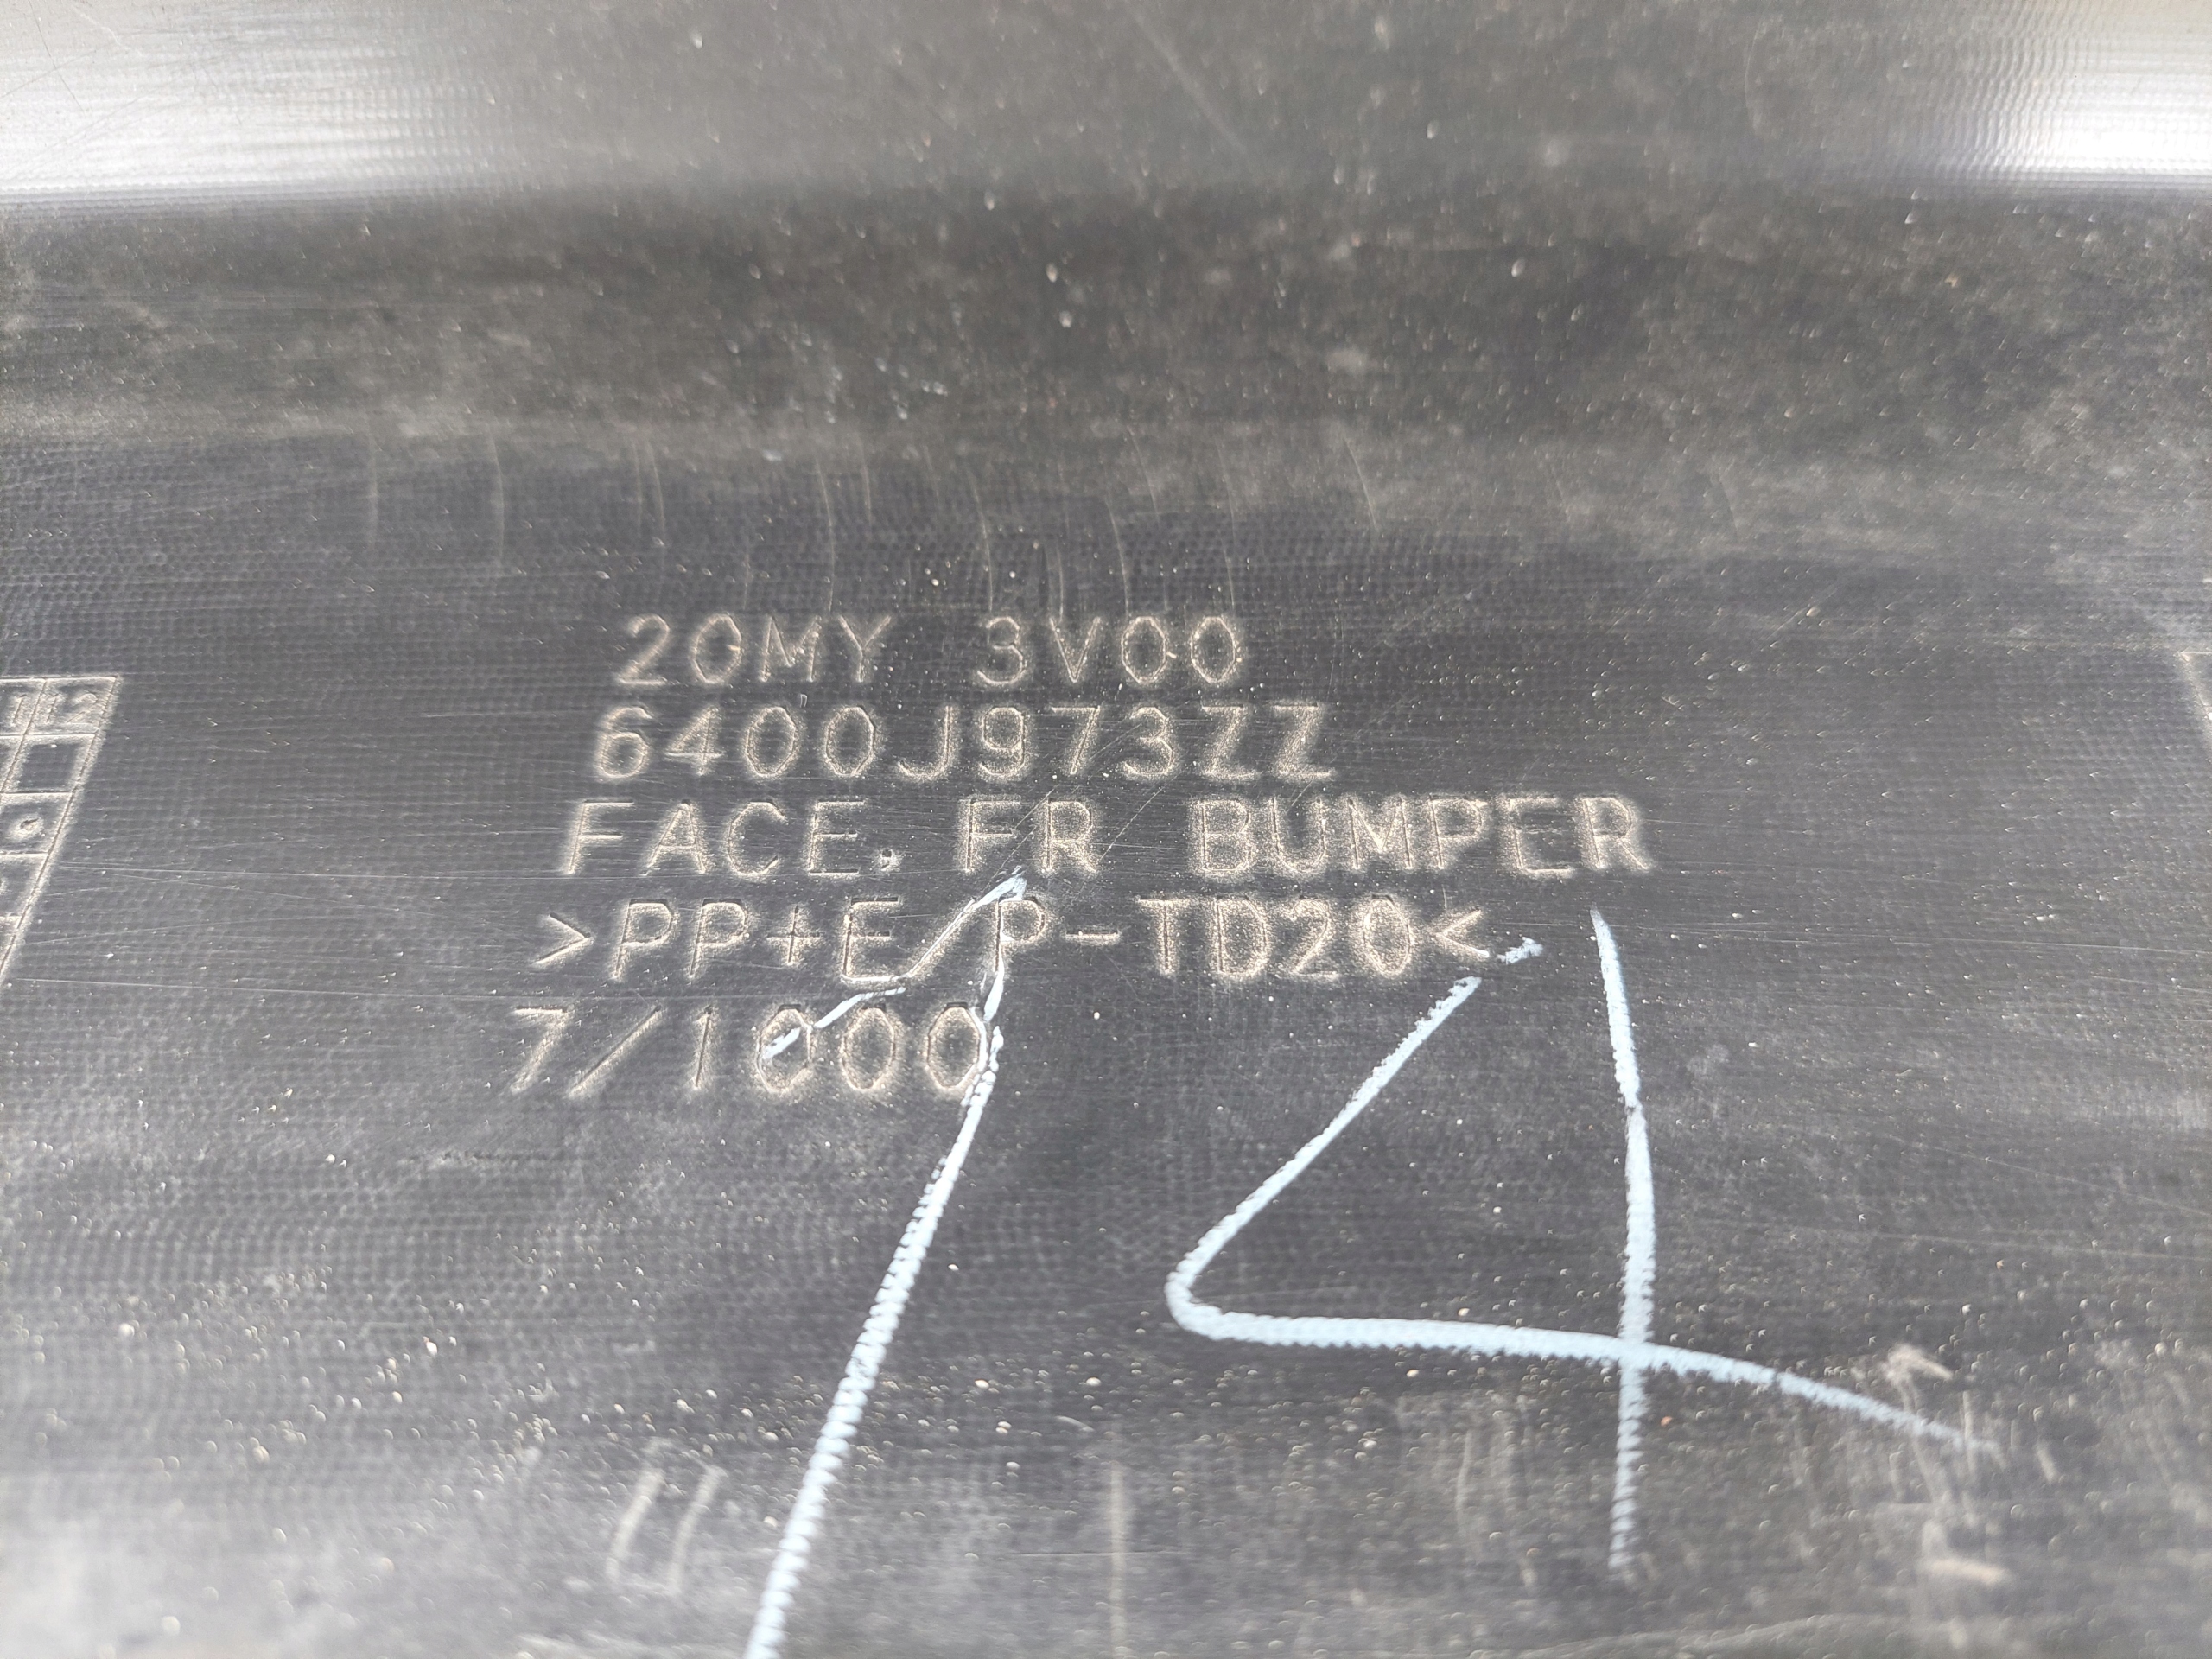 20MY 3V00
6400J973ZZ
FACE, FR BUMPER
>PP+E/P-TD20<
7/1000
14